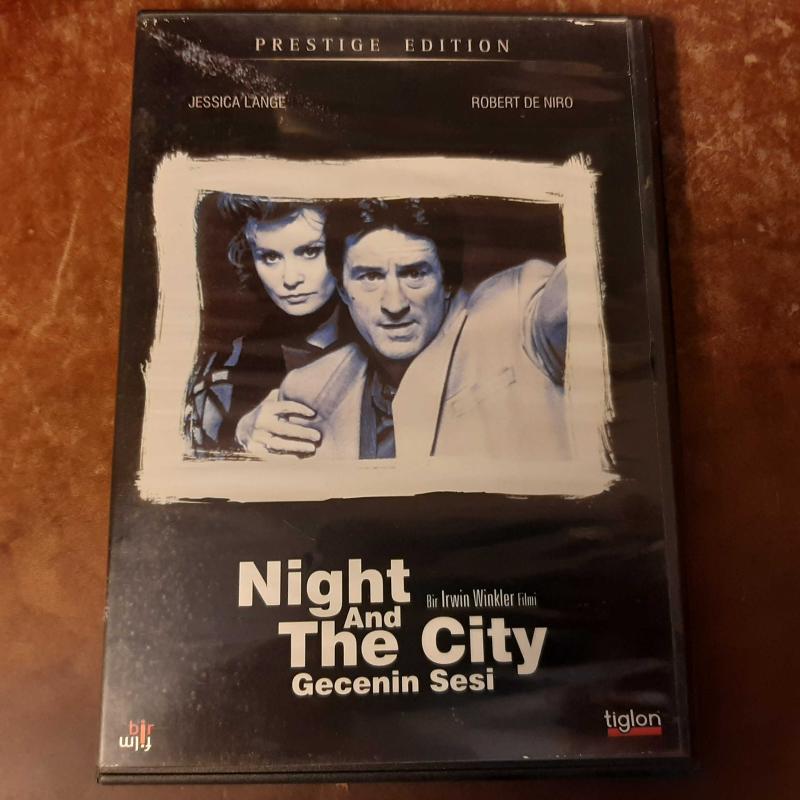 PRESTIGE EDITION
JESSICA LANGE
ROBERT DE NIRO
Night
And
Bir Irwin Winkler Filmi
The City
Gecenin Sesi
bir
film
tiglon